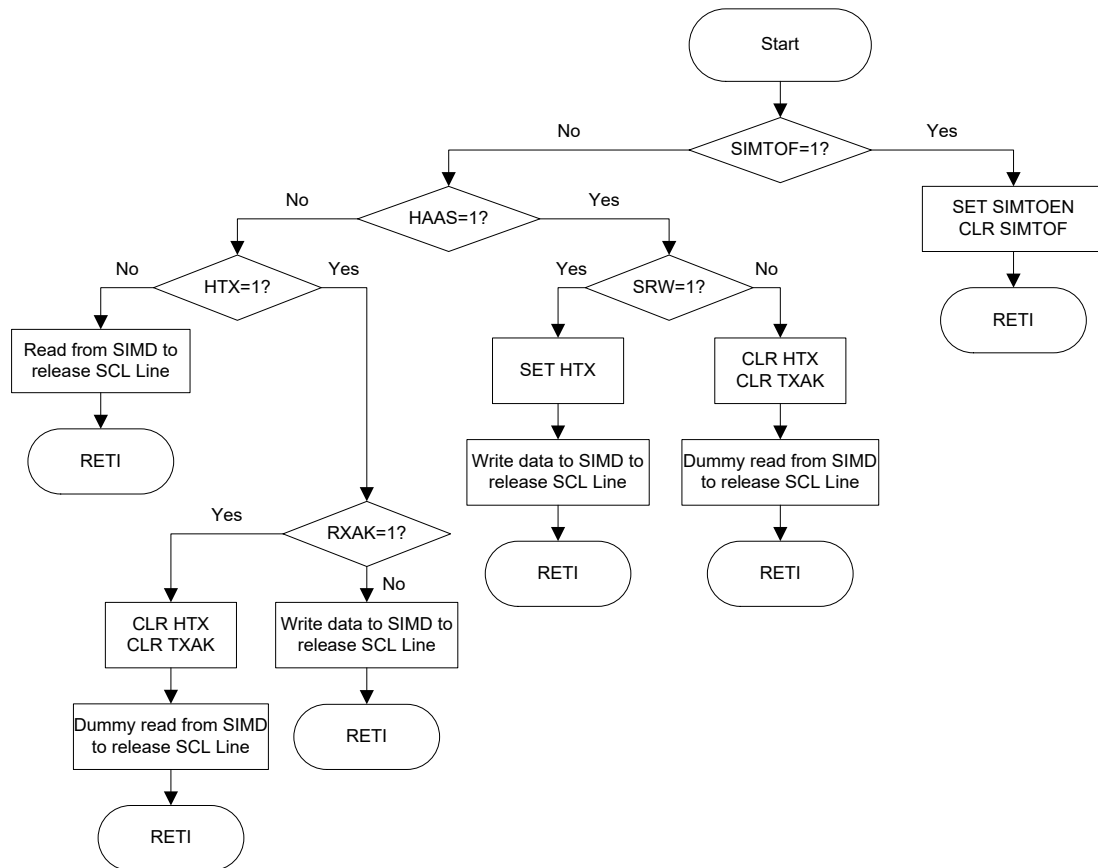 Start
No
Yes
SIMTOF=1?
No
Yes
HAAS=1?
SET SIMTOEN
CLR SIMTOF
No
Yes
Yes
No
HTX=1?
SRW=1?
RETI
Read from SIMD to
release SCL Line
SET HTX
CLR HTX
CLR TXAK
RETI
Write data to SIMD to
release SCL Line
Dummy read from SIMD
to release SCL Line
Yes
RXAK=1?
RETI
RETI
No
CLR HTX
CLR TXAK
Write data to SIMD to
release SCL Line
Dummy read from SIMD
to release SCL Line
RETI
RETI